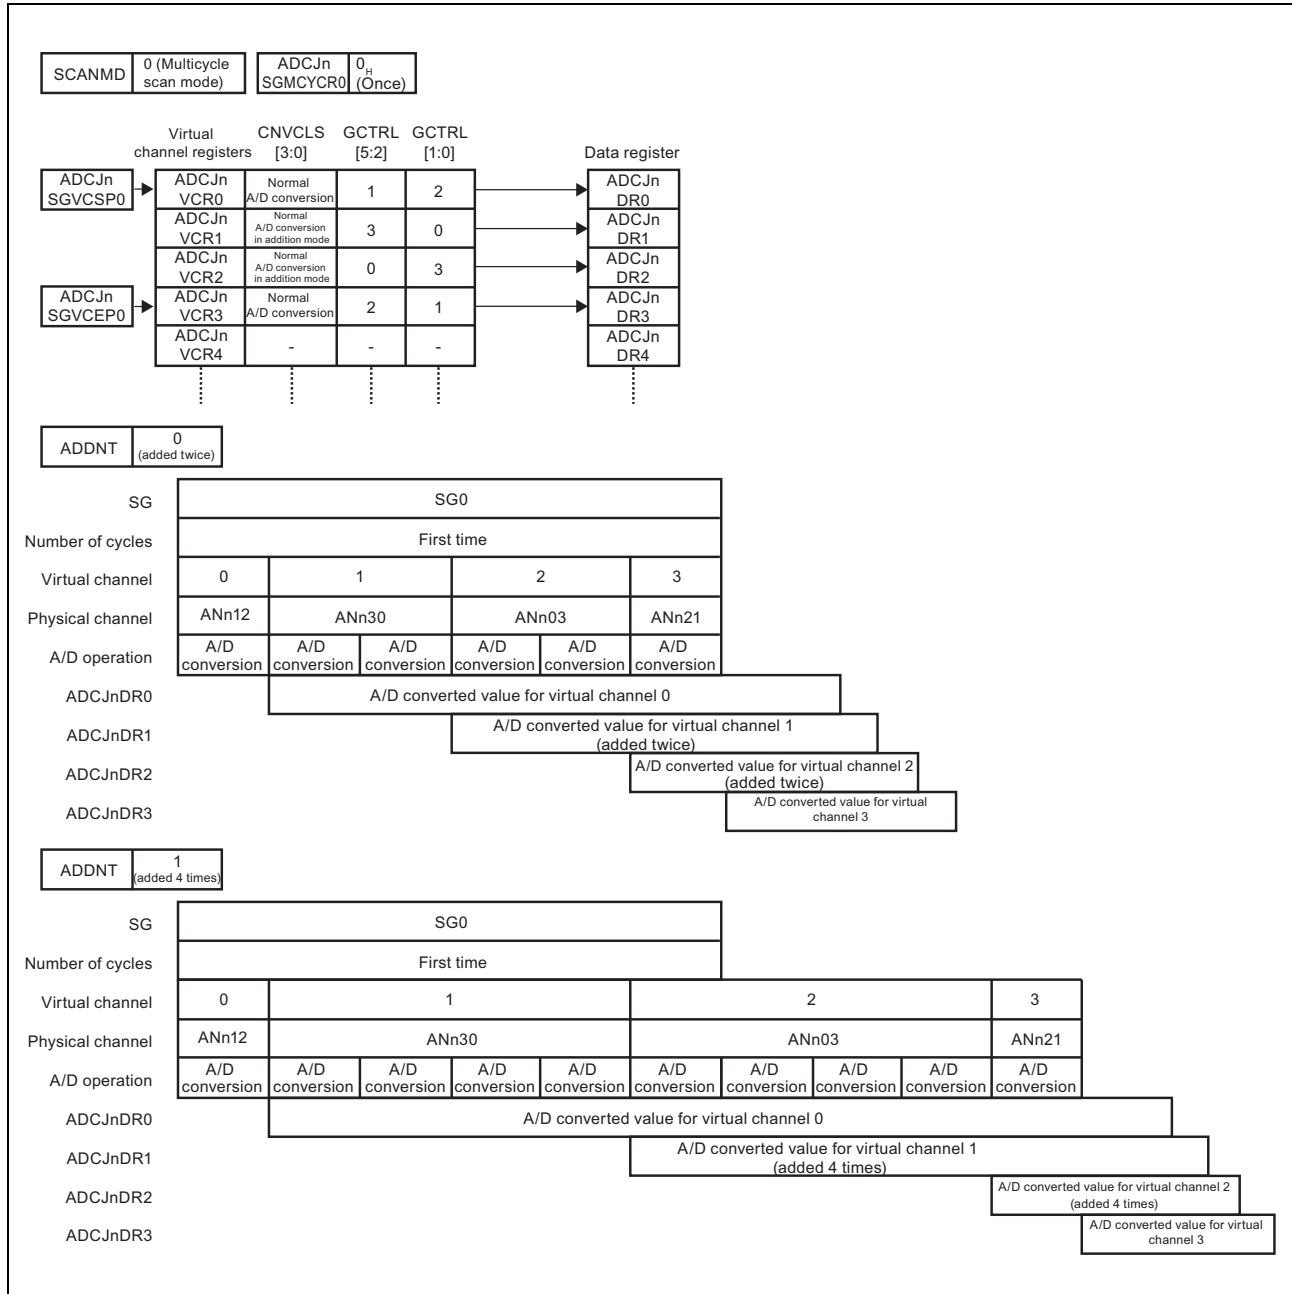 SCANMD
0 (Multicycle
scan mode)
ADCJn
SGMCYCR0
0H
(Once)
Virtual
channel registers
CNVCLS
[3:0]
GCTRL
[5:2]
GCTRL
[1:0]
Data register
ADCJn
SGVCSP0
ADCJn
VCR0
Normal
A/D conversion
1
2
ADCJn
DR0
ADCJn
VCR1
Normal
A/D conversion
in addition mode
3
0
ADCJn
DR1
ADCJn
VCR2
Normal
A/D conversion
in addition mode
0
3
ADCJn
DR2
ADCJn
SGVCEP0
ADCJn
VCR3
Normal
A/D conversion
2
1
ADCJn
DR3
ADCJn
VCR4
-
-
-
ADCJn
DR4
ADDNT
0
(added twice)
SG
SG0
Number of cycles
First time
Virtual channel
0
1
2
3
Physical channel
ANn12
ANn30
ANn03
ANn21
A/D operation
A/D
conversion
A/D
conversion
A/D
conversion
A/D
conversion
A/D
conversion
A/D
conversion
ADCJnDR0
A/D converted value for virtual channel 0
ADCJnDR1
A/D converted value for virtual channel 1
(added twice)
ADCJnDR2
A/D converted value for virtual channel 2
(added twice)
ADCJnDR3
A/D converted value for virtual
channel 3
ADDNT
1
(added 4 times)
SG
SG0
Number of cycles
First time
Virtual channel
0
1
2
3
Physical channel
ANn12
ANn30
ANn03
ANn21
A/D operation
A/D
conversion
A/D
conversion
A/D
conversion
A/D
conversion
A/D
conversion
A/D
conversion
A/D
conversion
A/D
conversion
A/D
conversion
A/D
conversion
ADCJnDR0
A/D converted value for virtual channel 0
ADCJnDR1
A/D converted value for virtual channel 1
(added 4 times)
ADCJnDR2
A/D converted value for virtual channel 2
(added 4 times)
ADCJnDR3
A/D converted value for virtual
channel 3